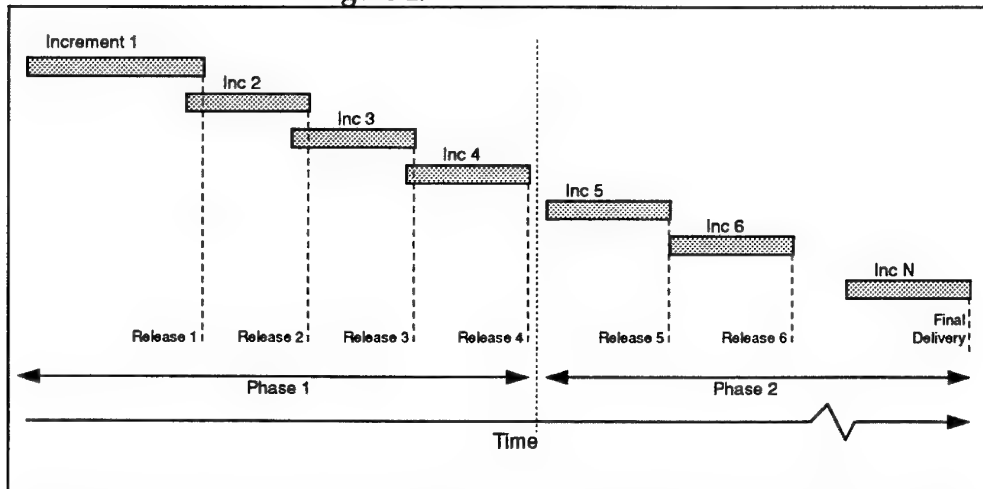 Increment 1
Inc 2
Inc 3
Inc 4
Inc 5
Inc 6
Inc N
Release 1
Release 2
Release 3
Release 4
Release 5
Release 6
Final
Delivery
Phase 1
Phase 2
Time